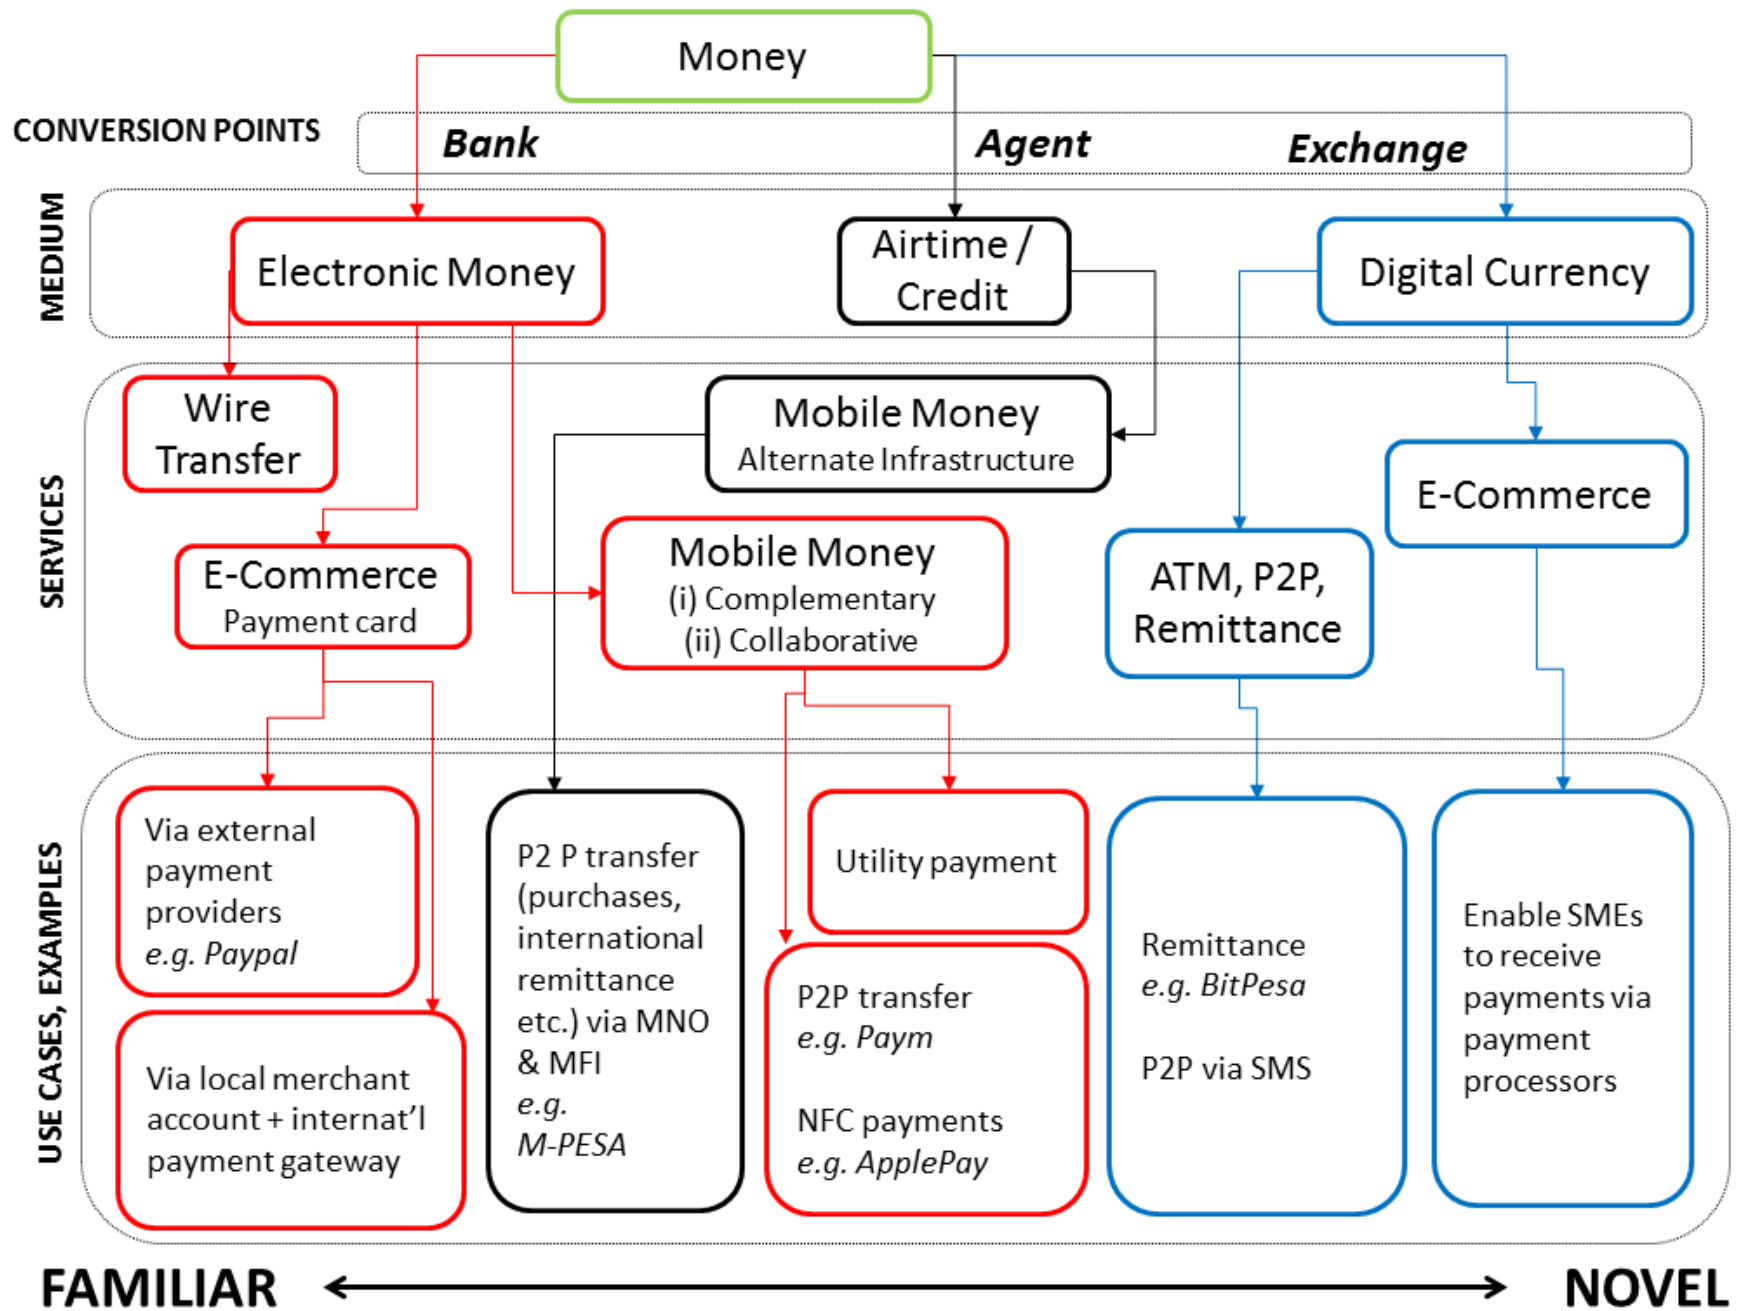 Money
CONVERSION POINTS
Bank
Agent
Exchange
MEDIUM
Electronic Money
Airtime /
Credit
Digital Currency
SERVICES
Wire
Transfer
Mobile Money
Alternate Infrastructure
E-Commerce
E-Commerce
Payment card
Mobile Money
(i) Complementary
(ii) Collaborative
ATM, P2P,
Remittance
USE CASES, EXAMPLES
Via external
payment
providers
e.g. Paypal
Via local merchant
account + internat'l
payment gateway
P2 P transfer
(purchases,
international
remittance
etc.) via MNO
& MFI
e.g.
M-PESA
Utility payment
P2P transfer
e.g. Paym
NFC payments
e.g. ApplePay
Remittance
e.g. BitPesa
P2P via SMS
Enable SMEs
to receive
payments via
payment
processors
FAMILIAR
NOVEL